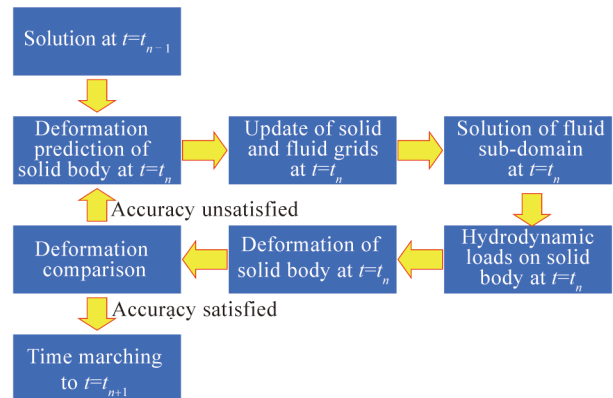 Solution at t=tn−1
Deformation
prediction of
solid body at t=tn
Update of solid
and fluid grids
at t=tn
Solution of fluid
sub-domain
at t=tn
Accuracy unsatisfied
Deformation
comparison
Deformation of
solid body at t=tn
Hydrodynamic
loads on solid
body at t=tn
Accuracy satisfied
Time marching
to t=tn+1